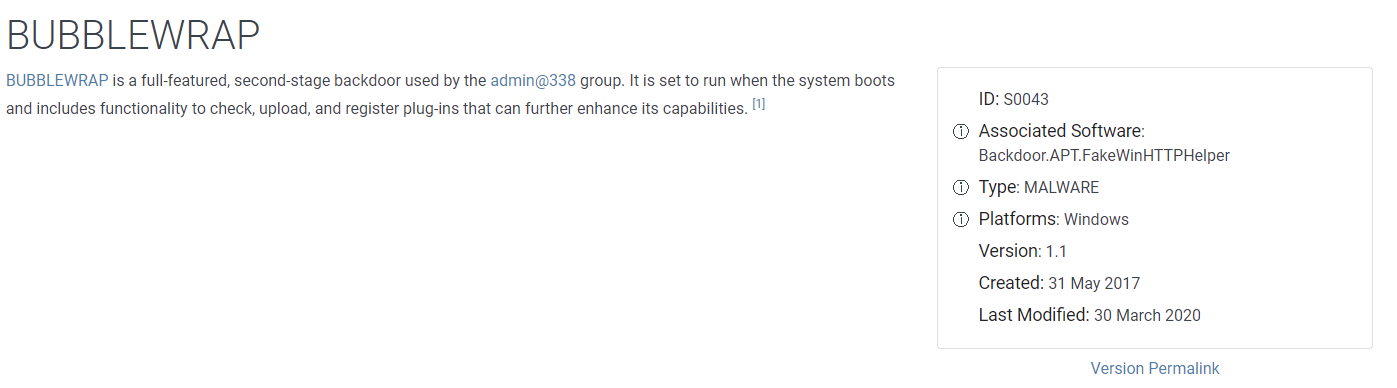 BUBBLEWRAP
BUBBLEWRAP is a full-featured, second-stage backdoor used by the admin@338 group. It is set to run when the system boots
and includes functionality to check, upload, and register plug-ins that can further enhance its capabilities. [1]
ID: S0043
Associated Software:
Backdoor.APT.FakeWinHTTPHelper
Type: MALWARE
Platforms: Windows
Version: 1.1
Created: 31 May 2017
Last Modified: 30 March 2020
Version Permalink